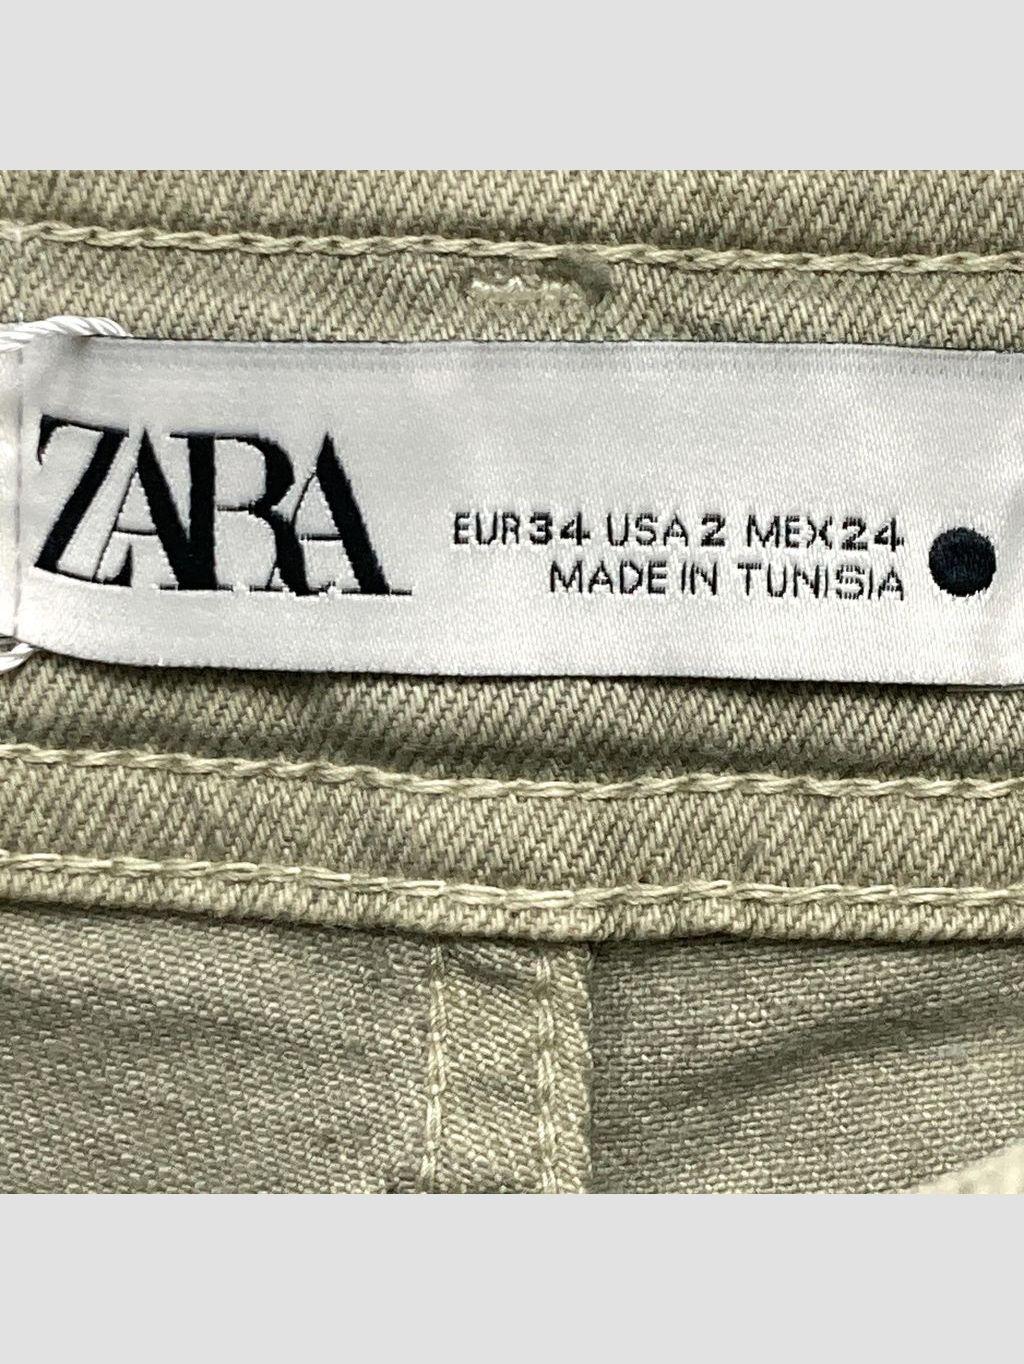 ZARA
EUR 34 USA 2 MEX 24
MADE IN TUNISIA